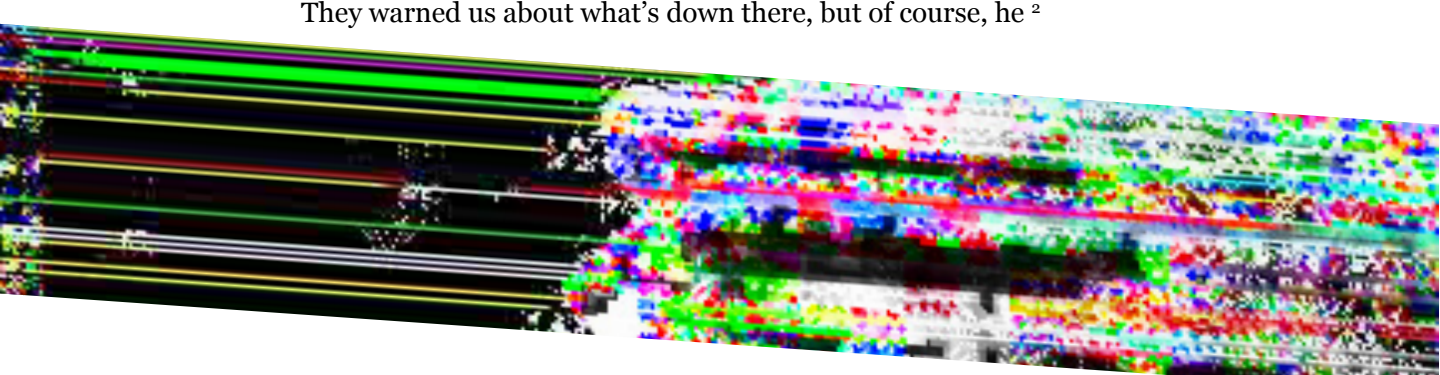 They warned us about what’s down there, but of course, he ²